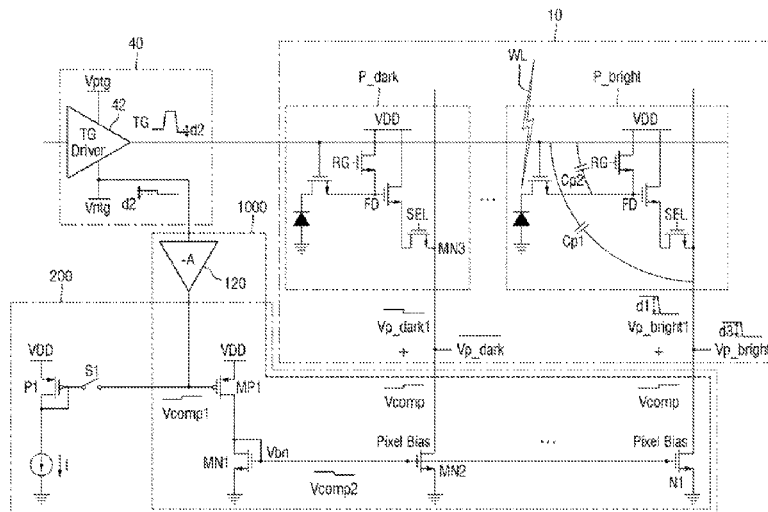 10
40
P_dark
WL
P_bright
Vptg
42
TG
d2
TG
Driver
VDD
VDD
RG
RG
Cp2
d2
Vntg
FD
FD
SEL
SEL
1000
MN3
Cp1
-A
120
200
d1
Vp_dark1
Vp_bright1
d3
VDD
VDD
+
Vp_dark
+
Vp_bright
P1
S1
MP1
Vcomp1
Vcomp
Vcomp
Pixel Bias
...
Pixel Bias
I
MN1
Vbn
MN2
N1
Vcomp2